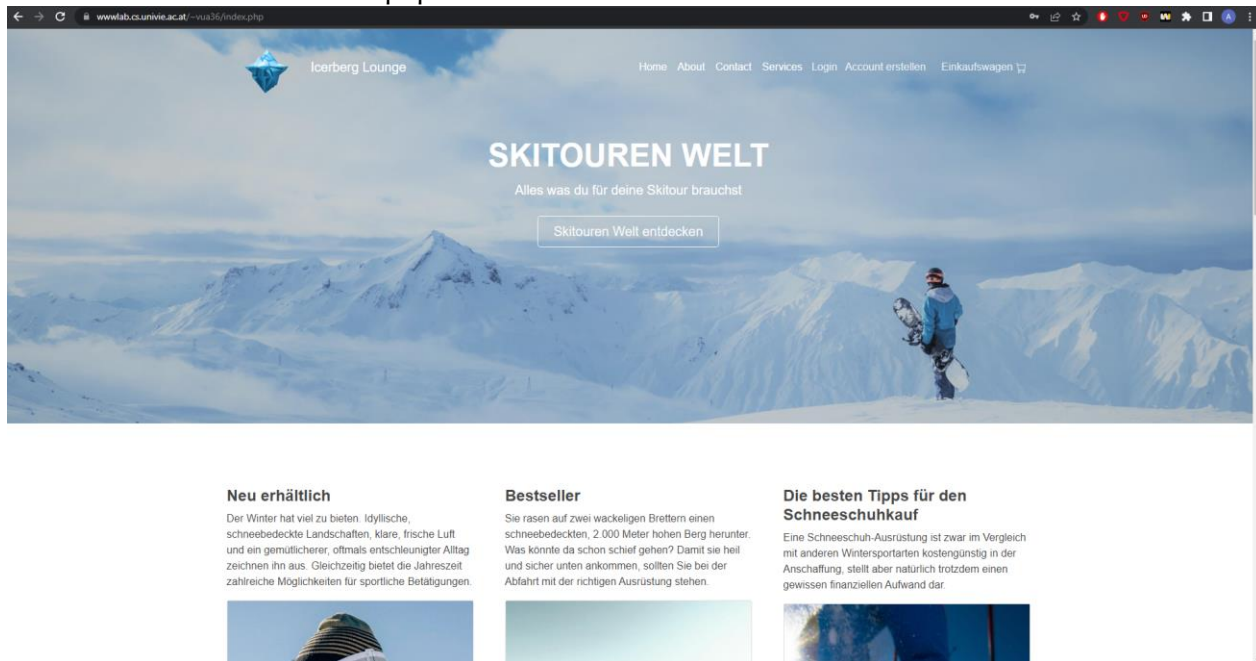 wwwlab.cs.univie.ac.at/~vua36/index.php
Icerberg Lounge
Home About Contact Services Login Account erstellen Einkaufswagen
SKITOUREN WELT
Alles was du für deine Skitour brauchst
Skitouren Welt entdecken
Neu erhältlich
Der Winter hat viel zu bieten. Idyllische,
schneebedeckte Landschaften, klare, frische Luft
und ein gemütlicherer, oftmals entschleunigter Alltag
zeichnen ihn aus. Gleichzeitig bietet die Jahreszeit
zahlreiche Möglichkeiten für sportliche Betätigungen.
Bestseller
Sie rasen auf zwei wackeligen Brettern einen
schneebedeckten, 2.000 Meter hohen Berg herunter.
Was könnte da schon schief gehen? Damit sie heil
und sicher unten ankommen, sollten Sie bei der
Abfahrt mit der richtigen Ausrüstung stehen.
Die besten Tipps für den
Schneeschuhkauf
Eine Schneeschuh-Ausrüstung ist zwar im Vergleich
mit anderen Wintersportarten kostengünstig in der
Anschaffung, stellt aber natürlich trotzdem einen
gewissen finanziellen Aufwand dar.